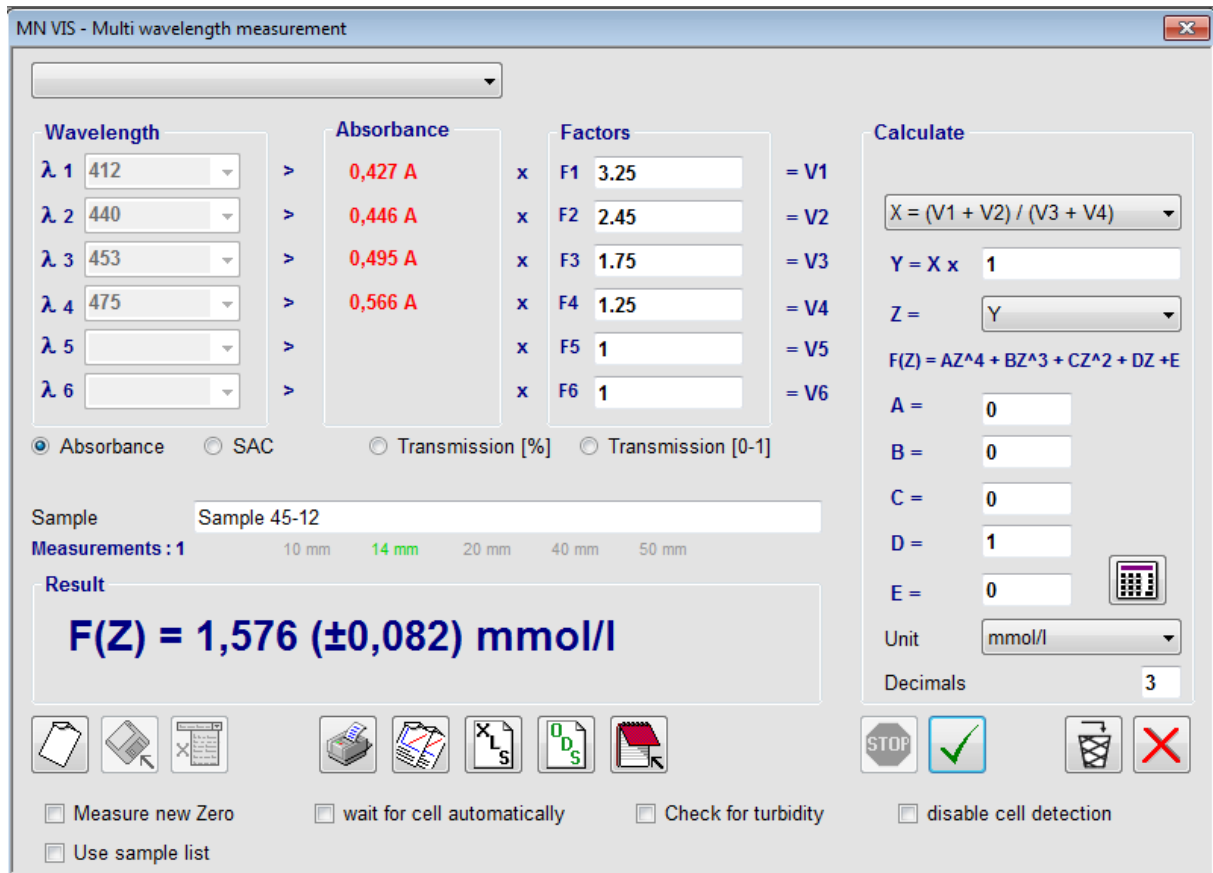 MN VIS - Multi wavelength measurement
Wavelength Absorbance Factors Calculate
λ 1 412 > 0,427 A x F1 3.25 = V1
λ 2 440 > 0,446 A x F2 2.45 = V2 X = (V1 + V2) / (V3 + V4)
λ 3 453 > 0,495 A x F3 1.75 = V3 Y = X x 1
λ 4 475 > 0,566 A x F4 1.25 = V4 Z = Y
λ 5 > x F5 1 = V5 F(Z) = AZ^4 + BZ^3 + CZ^2 + DZ +E
λ 6 > x F6 1 = V6 A = 0
Absorbance SAC Transmission [%] Transmission [0-1] B = 0
C = 0
Sample Sample 45-12
Measurements : 1 10 mm 14 mm 20 mm 40 mm 50 mm D = 1
Result E = 0
F(Z) = 1,576 (±0,082) mmol/l
Unit mmol/l
Decimals 3
XLS ODS STOP
Measure new Zero wait for cell automatically Check for turbidity disable cell detection
Use sample list